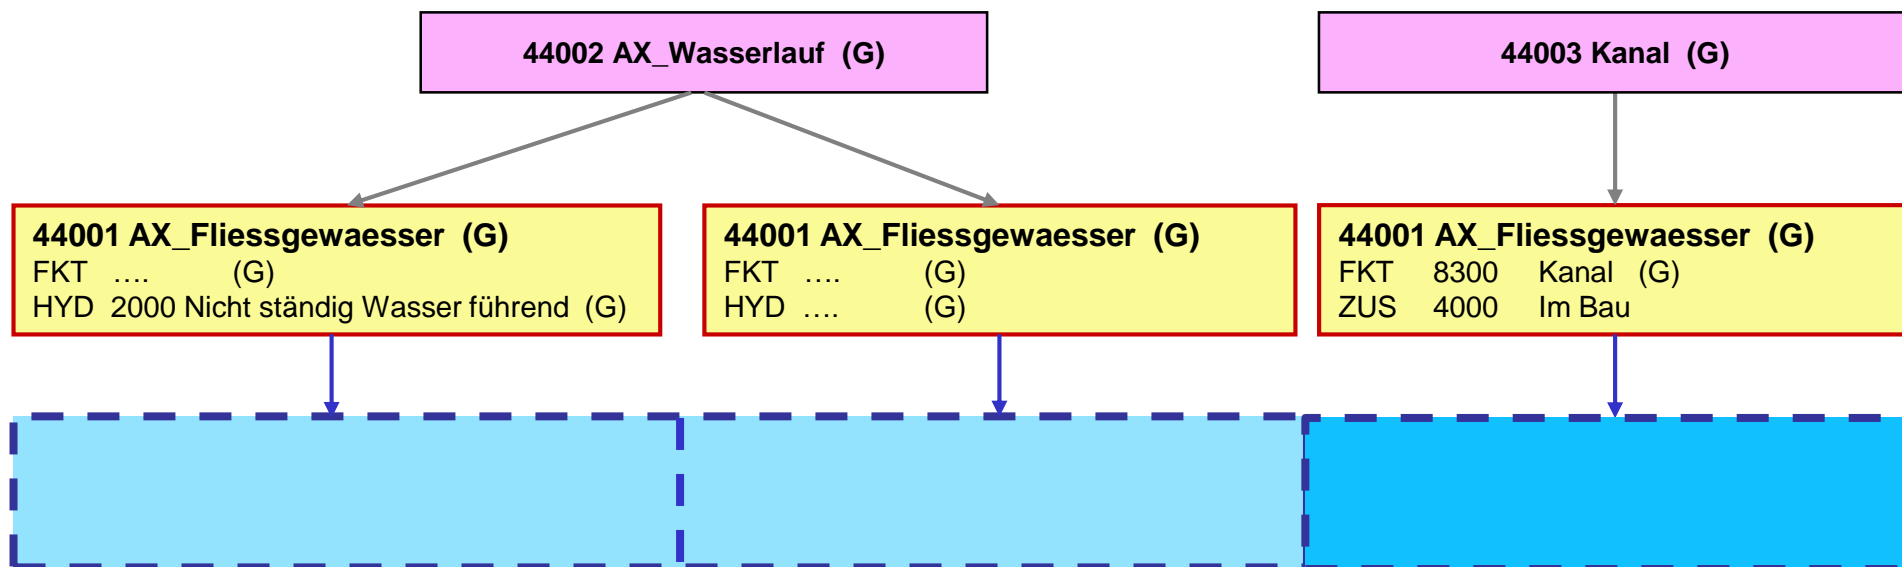 44002 AX_Wasserlauf (G)
44003 Kanal (G)
44001 AX_Fliessgewaesser (G)
FKT .... (G)
HYD 2000 Nicht ständig Wasser führend (G)
44001 AX_Fliessgewaesser (G)
FKT .... (G)
HYD .... (G)
44001 AX_Fliessgewaesser (G)
FKT 8300 Kanal (G)
ZUS 4000 Im Bau